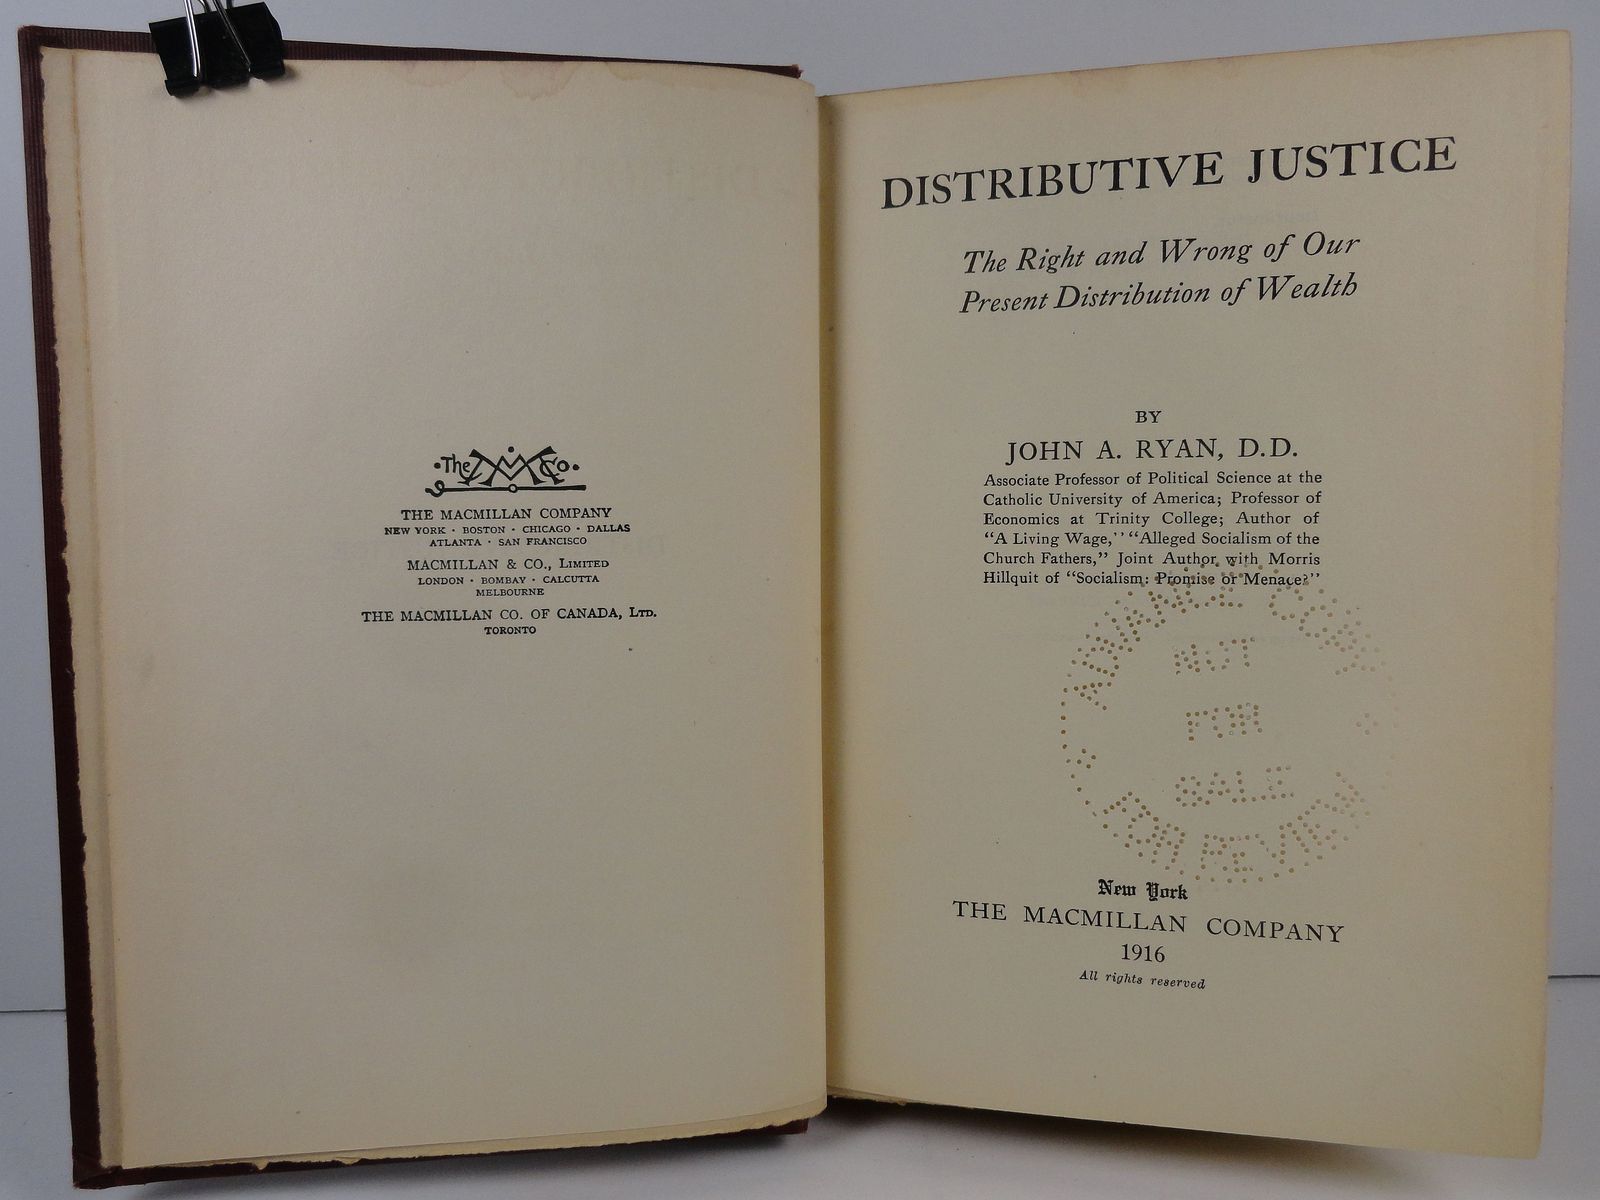 The M Co.
THE MACMILLAN COMPANY
NEW YORK · BOSTON · CHICAGO · DALLAS
ATLANTA · SAN FRANCISCO
MACMILLAN & CO., LIMITED
LONDON · BOMBAY · CALCUTTA
MELBOURNE
THE MACMILLAN CO. OF CANADA, LTD.
TORONTO
DISTRIBUTIVE JUSTICE
The Right and Wrong of Our
Present Distribution of Wealth
BY
JOHN A. RYAN, D.D.
Associate Professor of Political Science at the
Catholic University of America; Professor of
Economics at Trinity College; Author of
“A Living Wage,” “Alleged Socialism of the
Church Fathers,” Joint Author with Morris
Hillquit of “Socialism: Promise or Menace?”
ADVANCE COPY
NOT
FOR
SALE
FOR REVIEW
New York
THE MACMILLAN COMPANY
1916
All rights reserved